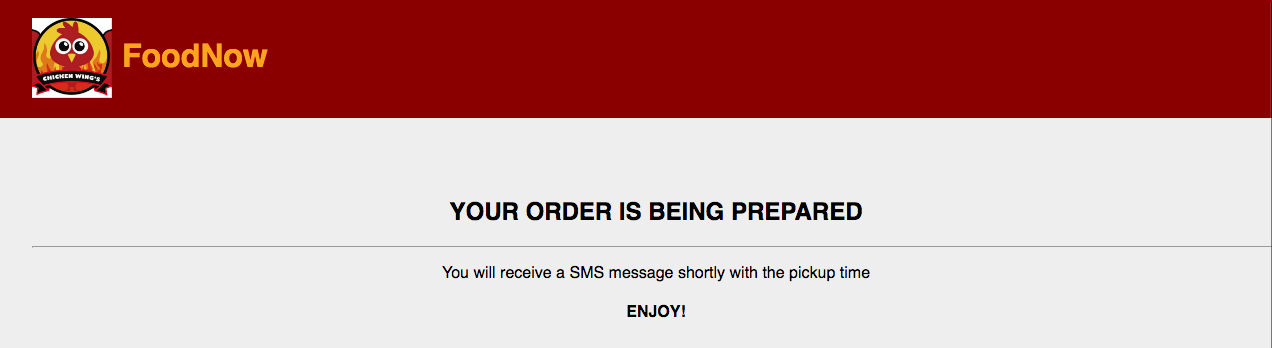 CHICKEN WING'S
FoodNow
YOUR ORDER IS BEING PREPARED
You will receive a SMS message shortly with the pickup time
ENJOY!